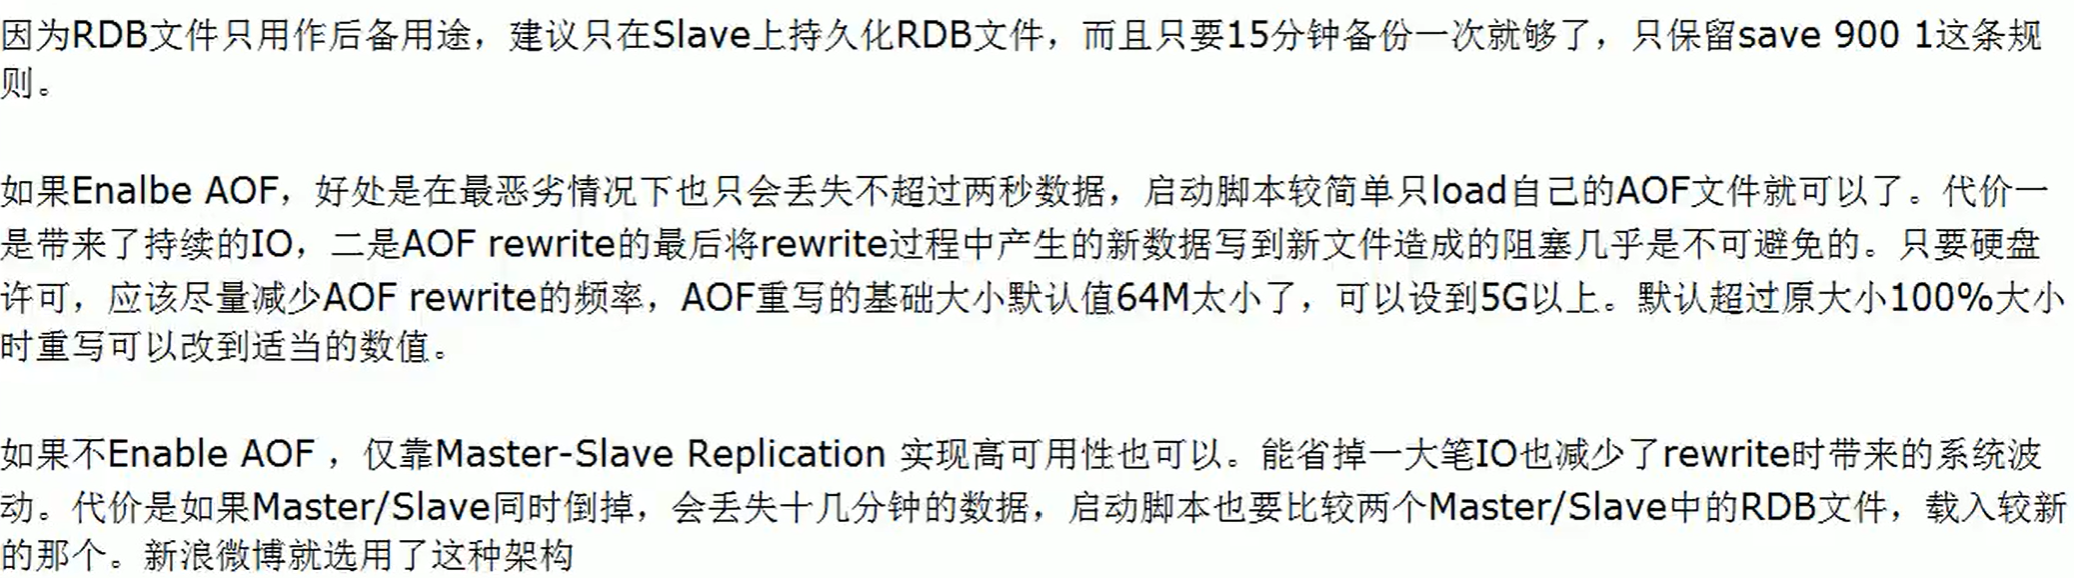 因为RDB文件只用作后备用途，建议只在Slave上持久化RDB文件，而且只要15分钟备份一次就够了，只保留save 900 1这条规
则。
如果Enalbe AOF，好处是在最恶劣情况下也只会丢失不超过两秒数据，启动脚本较简单只load自己的AOF文件就可以了。代价一
是带来了持续的IO，二是AOF rewrite的最后将rewrite过程中产生的新数据写到新文件造成的阻塞几乎是不可避免的。只要硬盘
许可，应该尽量减少AOF rewrite的频率，AOF重写的基础大小默认值64M太小了，可以设到5G以上。默认超过原大小100%大小
时重写可以改到适当的数值。
如果不Enable AOF ，仅靠Master-Slave Replication 实现高可用性也可以。能省掉一大笔IO也减少了rewrite时带来的系统波
动。代价是如果Master/Slave同时倒掉，会丢失十几分钟的数据，启动脚本也要比较两个Master/Slave中的RDB文件，载入较新
的那个。新浪微博就选用了这种架构